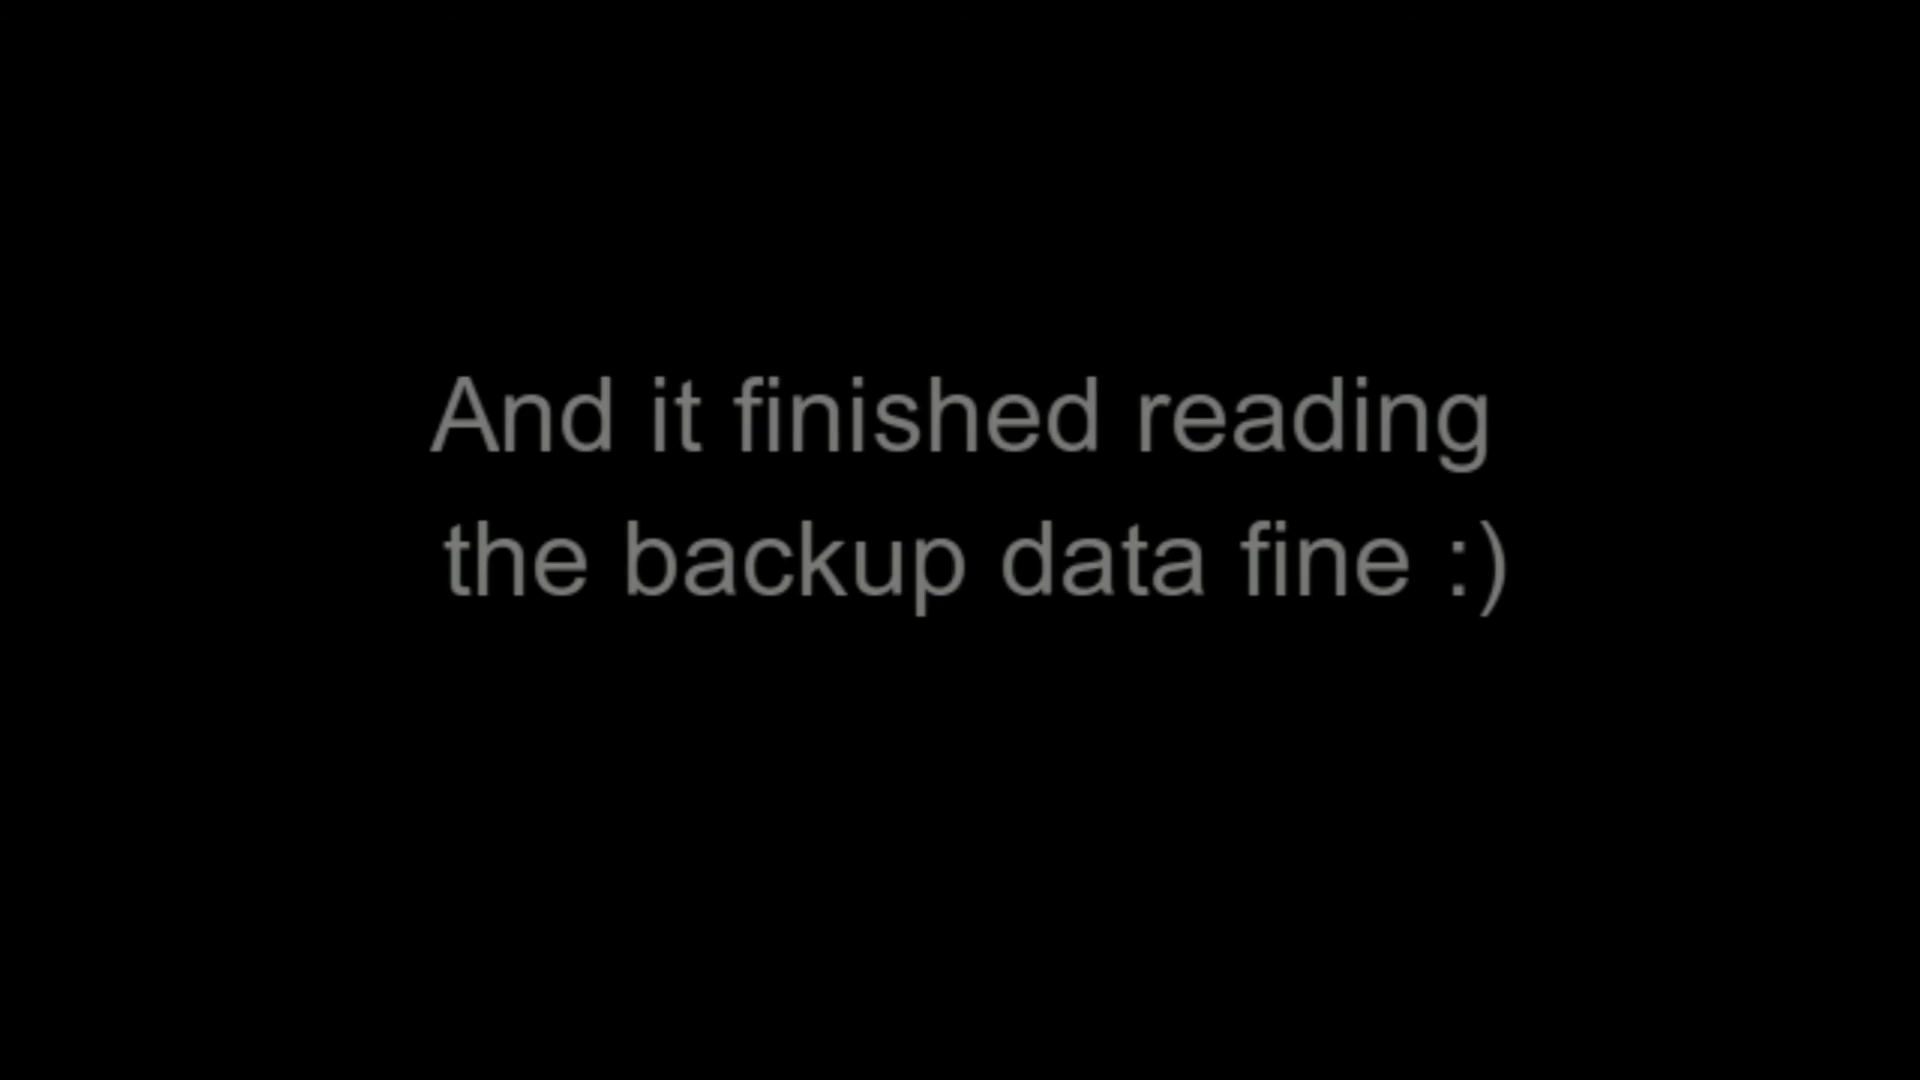 And it finished reading
the backup data fine :)